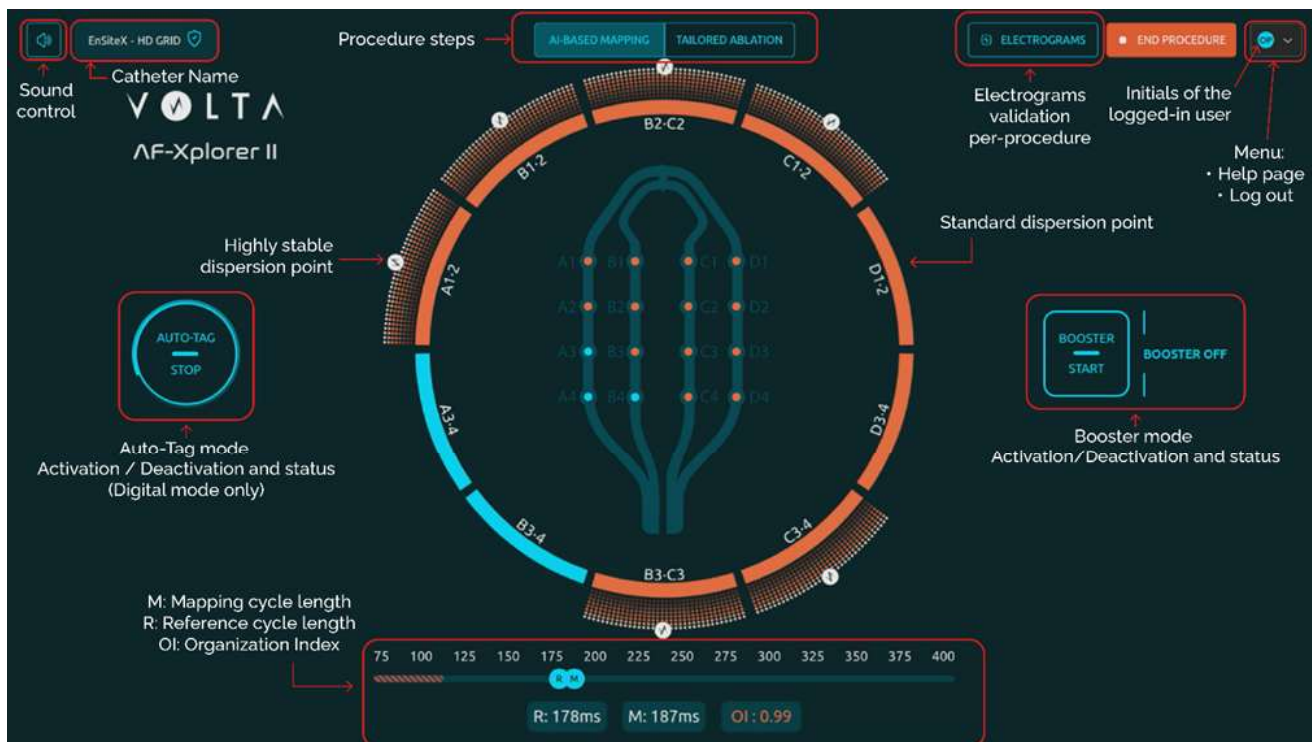 EnSiteX - HD GRID
Procedure steps
AI-BASED MAPPING
TAILORED ABLATION
ELECTROGRAMS
END PROCEDURE
OP
Sound
control
Catheter Name
VOLTA
AF-Xplorer II
Electrograms
validation
per-procedure
Initials of the
logged-in user
Menu:
• Help page
• Log out
B2-C2
B1-2
C1-2
A1-2
D1-2
Highly stable
dispersion point
Standard dispersion point
A1 B1 C1 D1
A2 B2 C2 D2
A3 B3 C3 D3
A4 B4 C4 D4
AUTO-TAG
STOP
BOOSTER
START
BOOSTER OFF
Auto-Tag mode
Activation / Deactivation and status
(Digital mode only)
Booster mode
Activation/Deactivation and status
A3-4
D3-4
B3-4
C3-4
B3-C3
M: Mapping cycle length
R: Reference cycle length
OI: Organization Index
75 100 125 150 175 200 225 250 275 300 325 350 375 400
R M
R: 178ms
M: 187ms
OI : 0.99